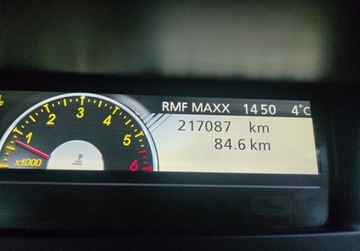 RMF MAXX 14 50 4°C
217087 km
84.6 km
1 2 3 4 5 6
x1000